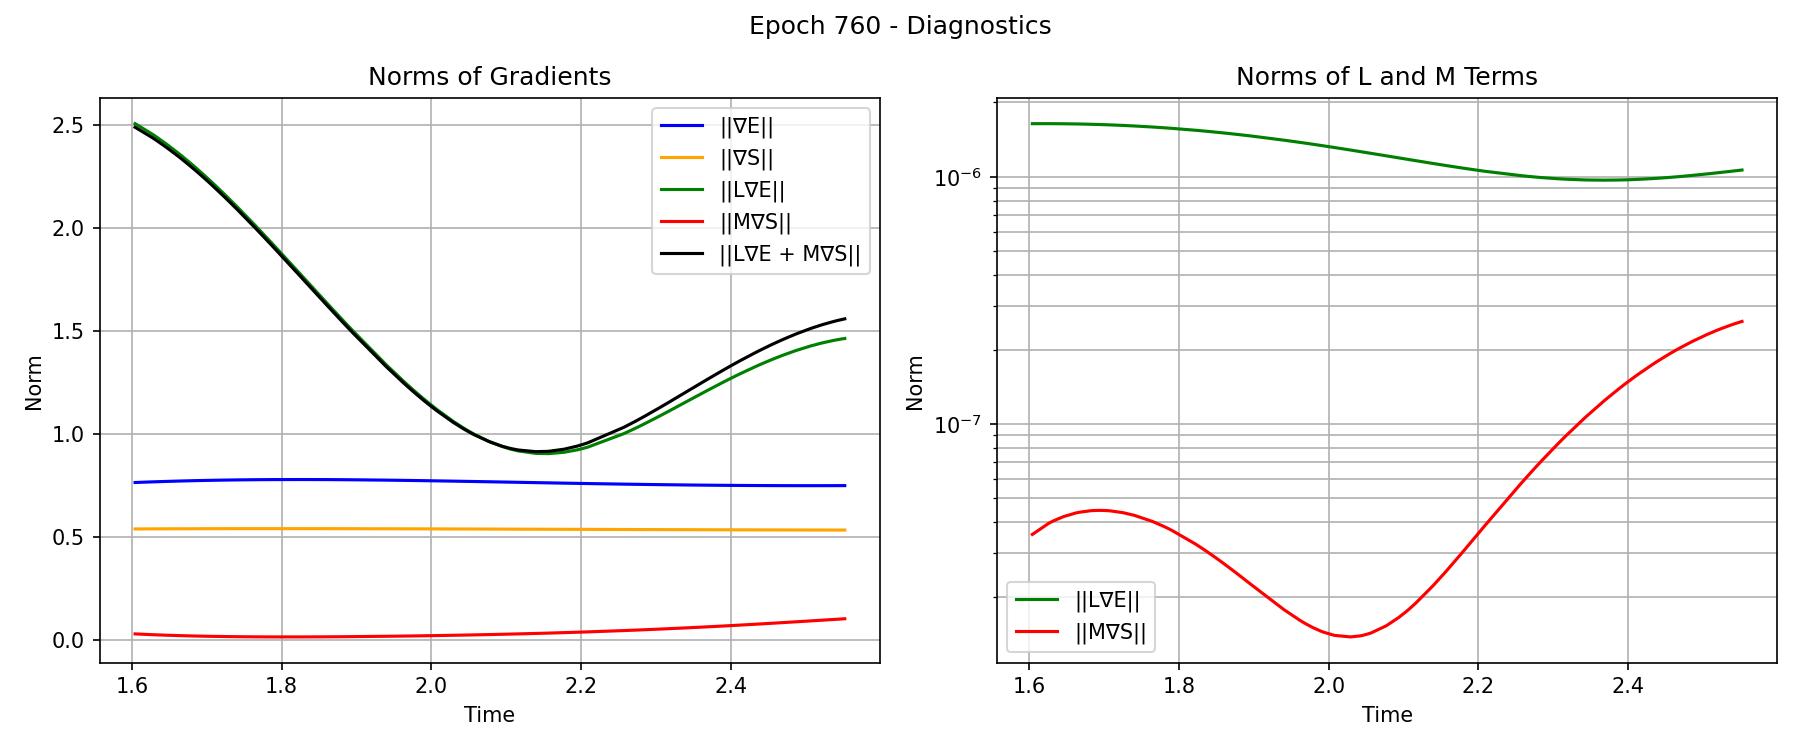 Epoch 760 - Diagnostics
Norms of Gradients
Norm
2.5
2.0
1.5
1.0
0.5
0.0
1.6 1.8 2.0 2.2 2.4
Time
||∇E||
||∇S||
||L∇E||
||M∇S||
||L∇E + M∇S||
Norms of L and M Terms
Norm
10⁻⁶
10⁻⁷
1.6 1.8 2.0 2.2 2.4
Time
||L∇E||
||M∇S||